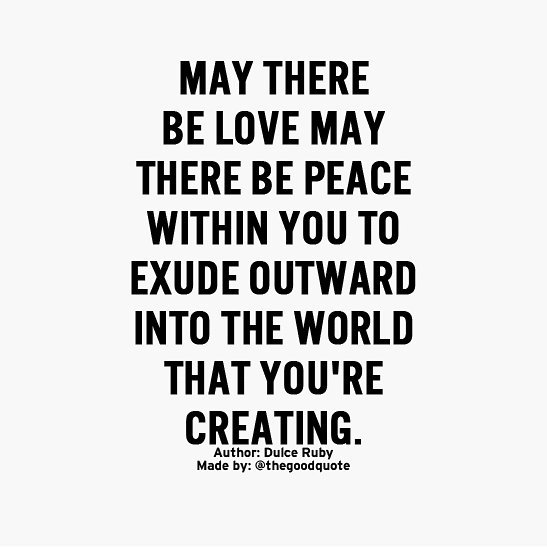 MAY THERE
BE LOVE MAY
THERE BE PEACE
WITHIN YOU TO
EXUDE OUTWARD
INTO THE WORLD
THAT YOU'RE
CREATING.
Author: Dulce Ruby
Made by: @thegoodquote